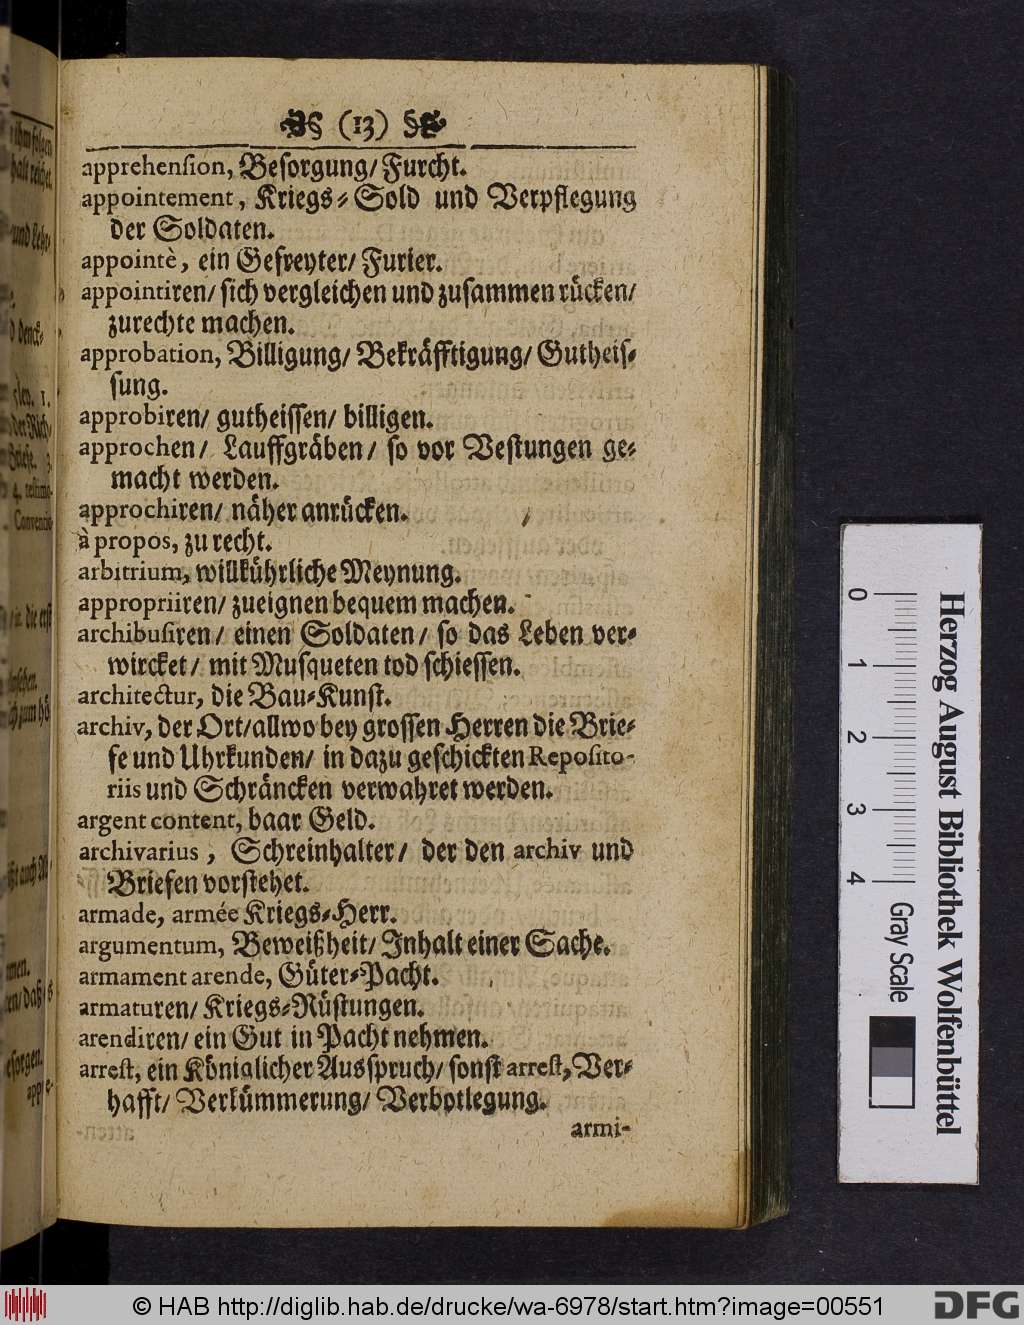 (13)
apprehenſion, Beſorgung/ Furcht.
appointement, Kriegs-Sold und Verpflegung
der Soldaten.
appointè, ein Gefreyter/ Furier.
appointiren/ ſich vergleichen und zuſammen rücken/
zurechte machen.
approbation, Billigung/ Bekräfftigung/ Gutheiſ-
ſung.
approbiren/ gutheiſſen/ billigen.
approchen/ Lauffgräben/ ſo vor Veſtungen ge-
macht werden.
approchiren/ näher anrücken.
à propos, zu recht.
arbitrium, willkührliche Meynung.
appropriiren/ zueignen bequem machen.
archibuſiren/ einen Soldaten/ ſo das Leben ver-
wircket/ mit Muſqueten tod ſchieſſen.
architectur, die Bau-Kunſt.
archiv, der Ort/ allwo bey groſſen Herren die Brie-
fe und Uhrkunden/ in dazu geſchickten Repoſito-
riis und Schräncken verwahret werden.
argent content, baar Geld.
archivarius, Schreinhalter/ der den archiv und
Briefen vorſtehet.
armade, armée Kriegs-Herr.
argumentum, Beweißheit/ Inhalt einer Sache.
armament arende, Güter-Pacht.
armaturen/ Kriegs-Rüſtungen.
arendiren/ ein Gut in Pacht nehmen.
arreſt, ein Königlicher Ausſpruch/ ſonſt arreſt, Ver-
hafft/ Verkümmerung/ Verbotlegung.
armi-
0 1 2 3 4
Gray Scale
Herzog August Bibliothek Wolfenbüttel
© HAB http://diglib.hab.de/drucke/wa-6978/start.htm?image=00551
DFG